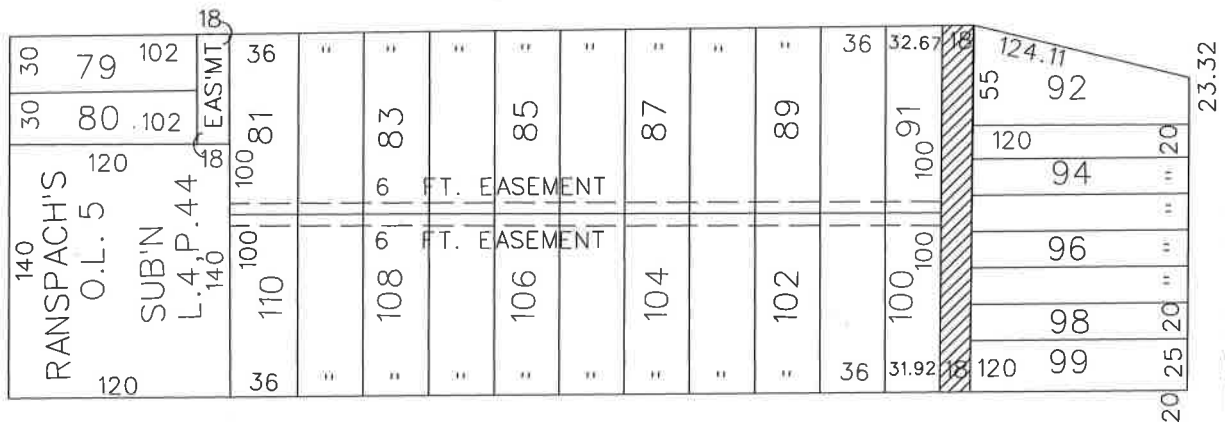 18
30 79 102
EAS'MT
36 " " " " " " " " 36 32.67 18
124.11
23.32
30 80 102
18
81 83 85 87 89 91
55 92
120
100
100
120 20
6 FT. EASEMENT
94 "
"
RANSPACH'S
O.L. 5
SUB'N
L.4,P.44
140
140
6 FT. EASEMENT
100
100
96 "
"
110 108 106 104 102 100
98 20
120
36 " " " " " " " " 36 31.92 18
120 99 25
20